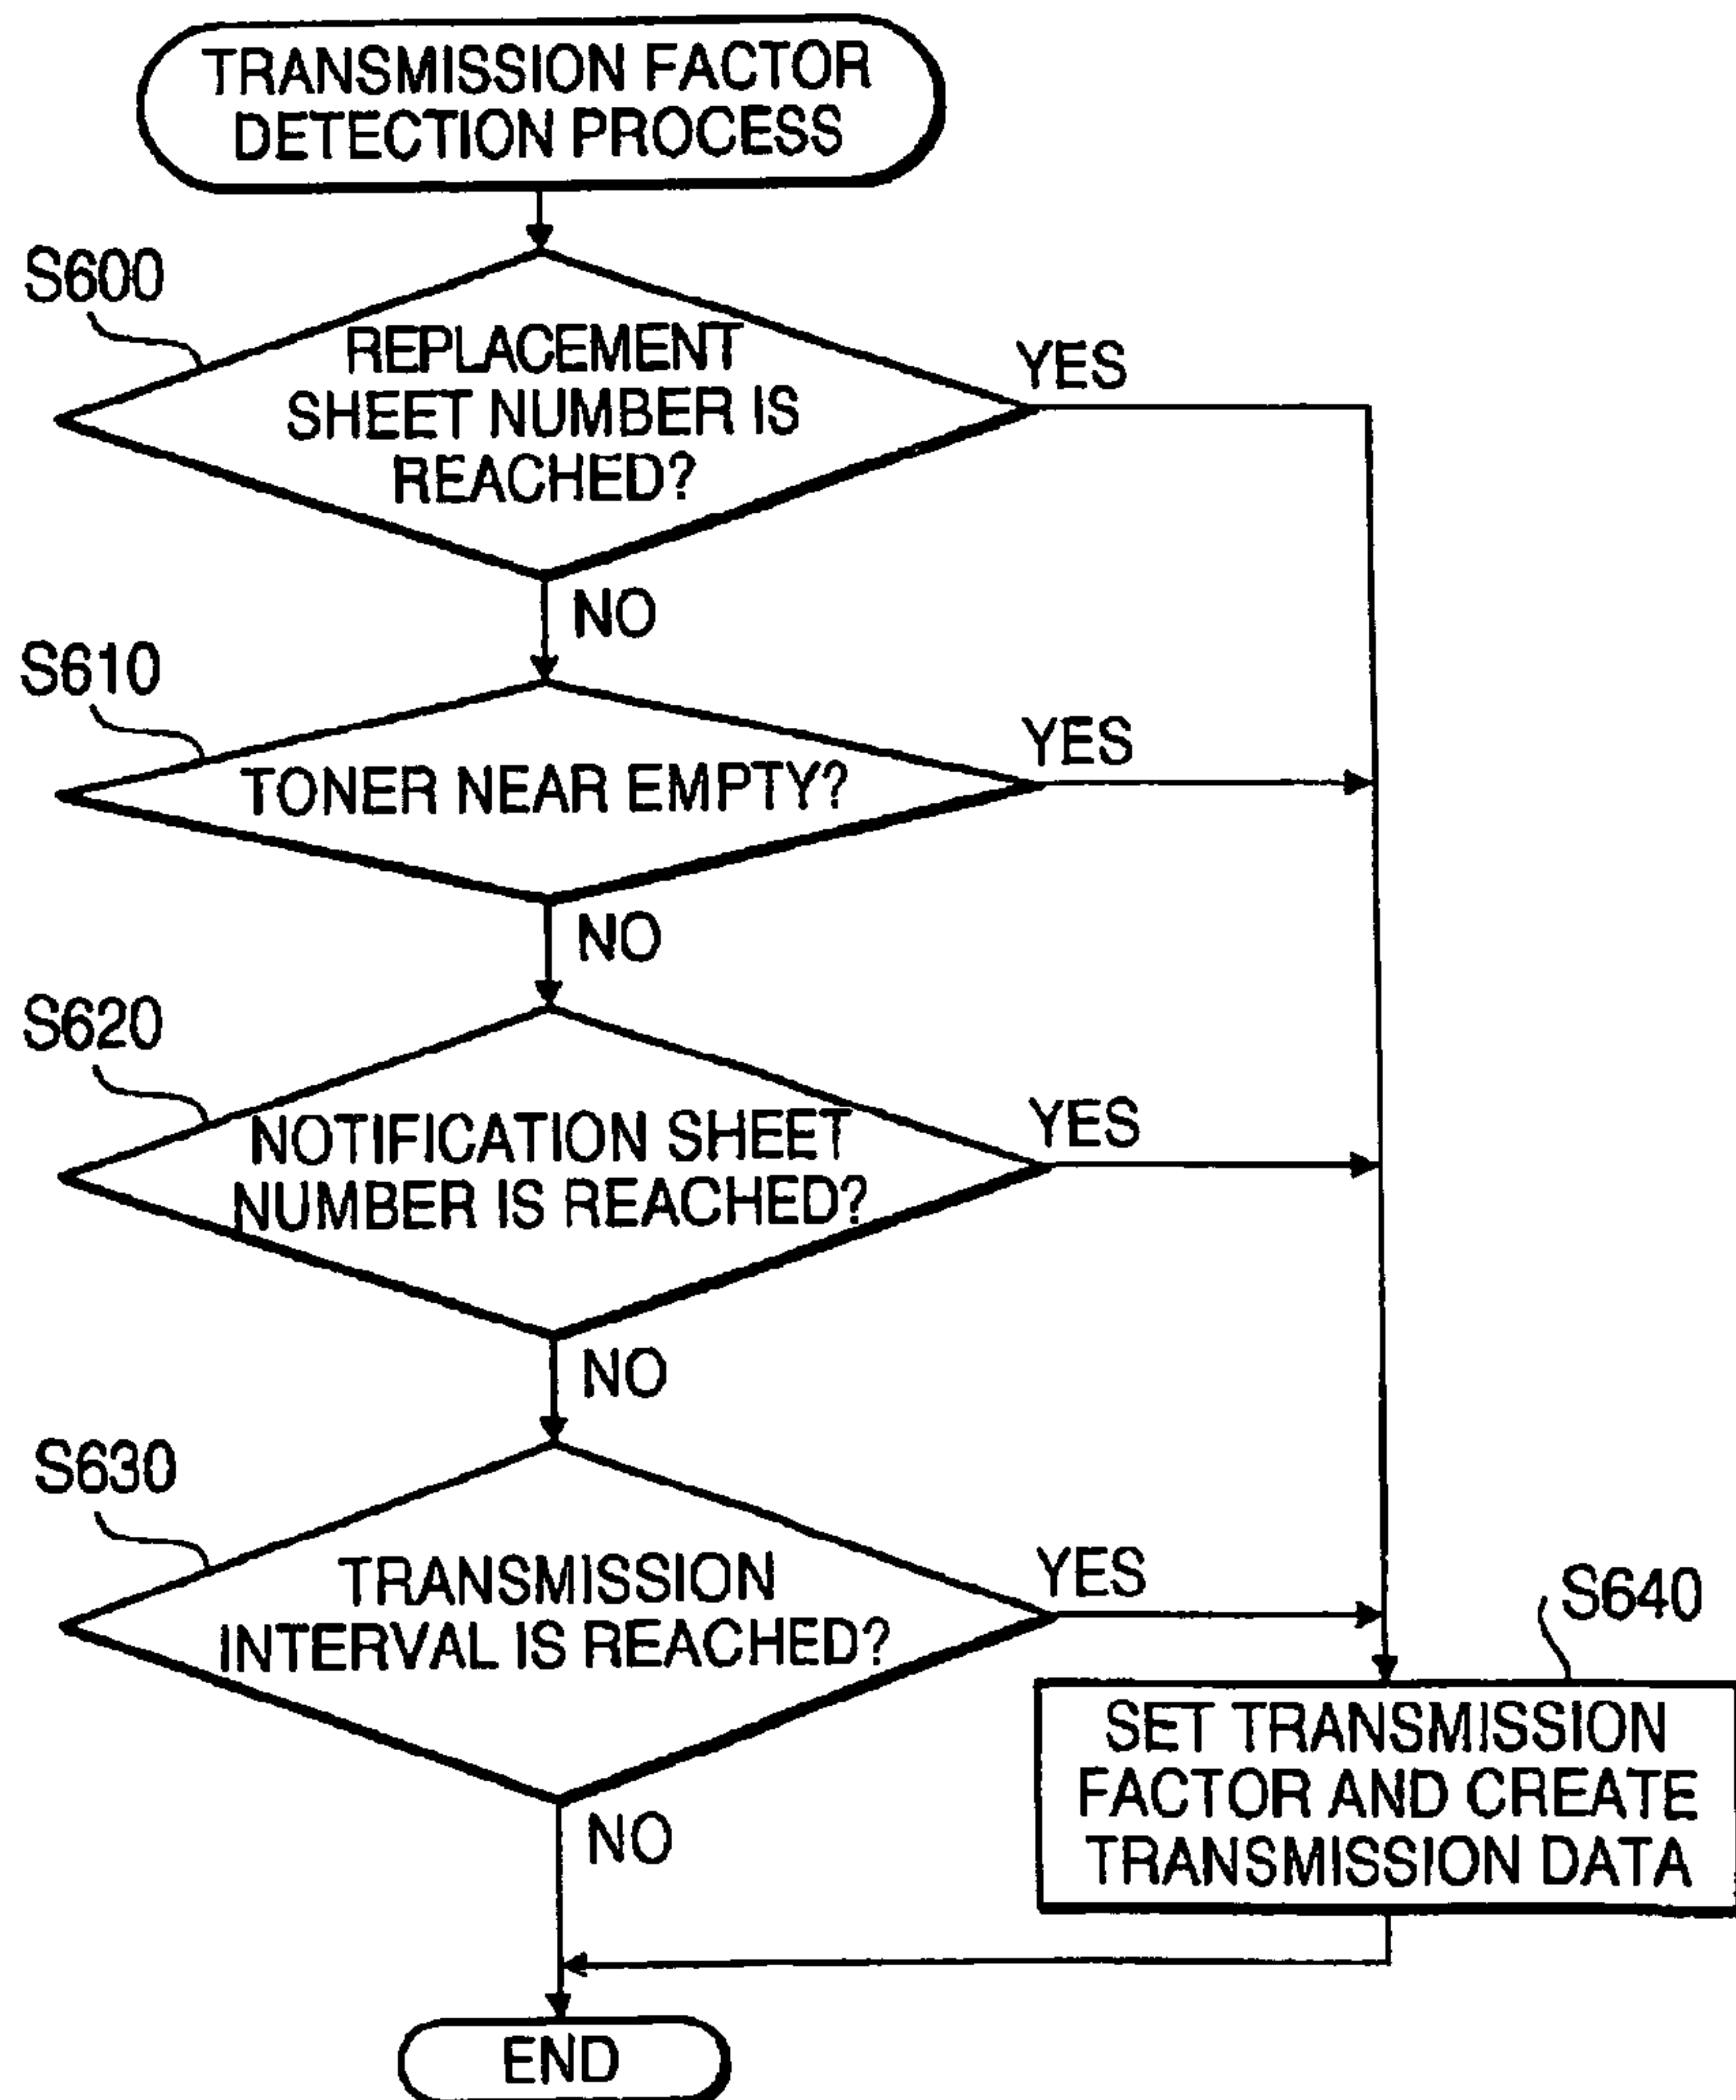 TRANSMISSION FACTOR
DETECTION PROCESS
S600
REPLACEMENT
SHEET NUMBER IS
REACHED?
YES
NO
S610
TONER NEAR EMPTY?
YES
NO
S620
NOTIFICATION SHEET
NUMBER IS REACHED?
YES
NO
S630
TRANSMISSION
INTERVAL IS REACHED?
YES
NO
S640
SET TRANSMISSION
FACTOR AND CREATE
TRANSMISSION DATA
END